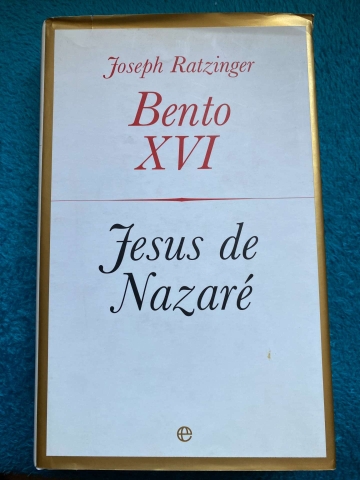 Joseph Ratzinger
Bento
XVI
Jesus de
Nazaré